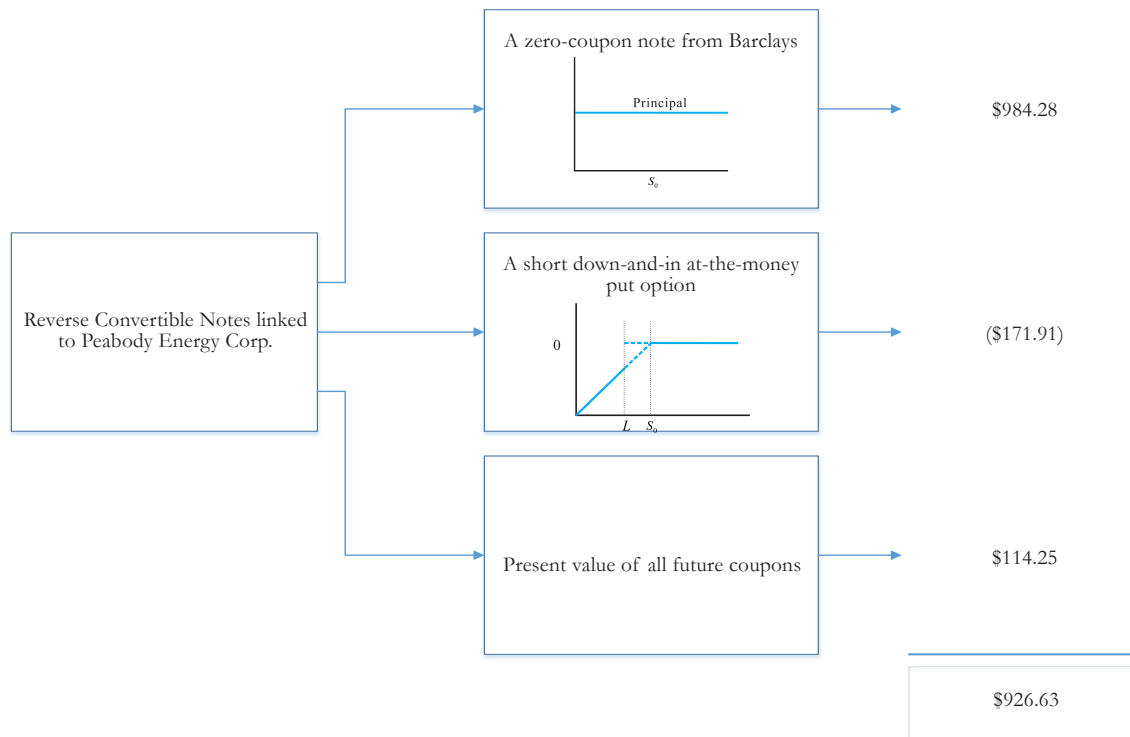 A zero-coupon note from Barclays
Principal
S₀
$984.28
Reverse Convertible Notes linked
to Peabody Energy Corp.
A short down-and-in at-the-money
put option
0
L S₀
($171.91)
Present value of all future coupons
$114.25
$926.63